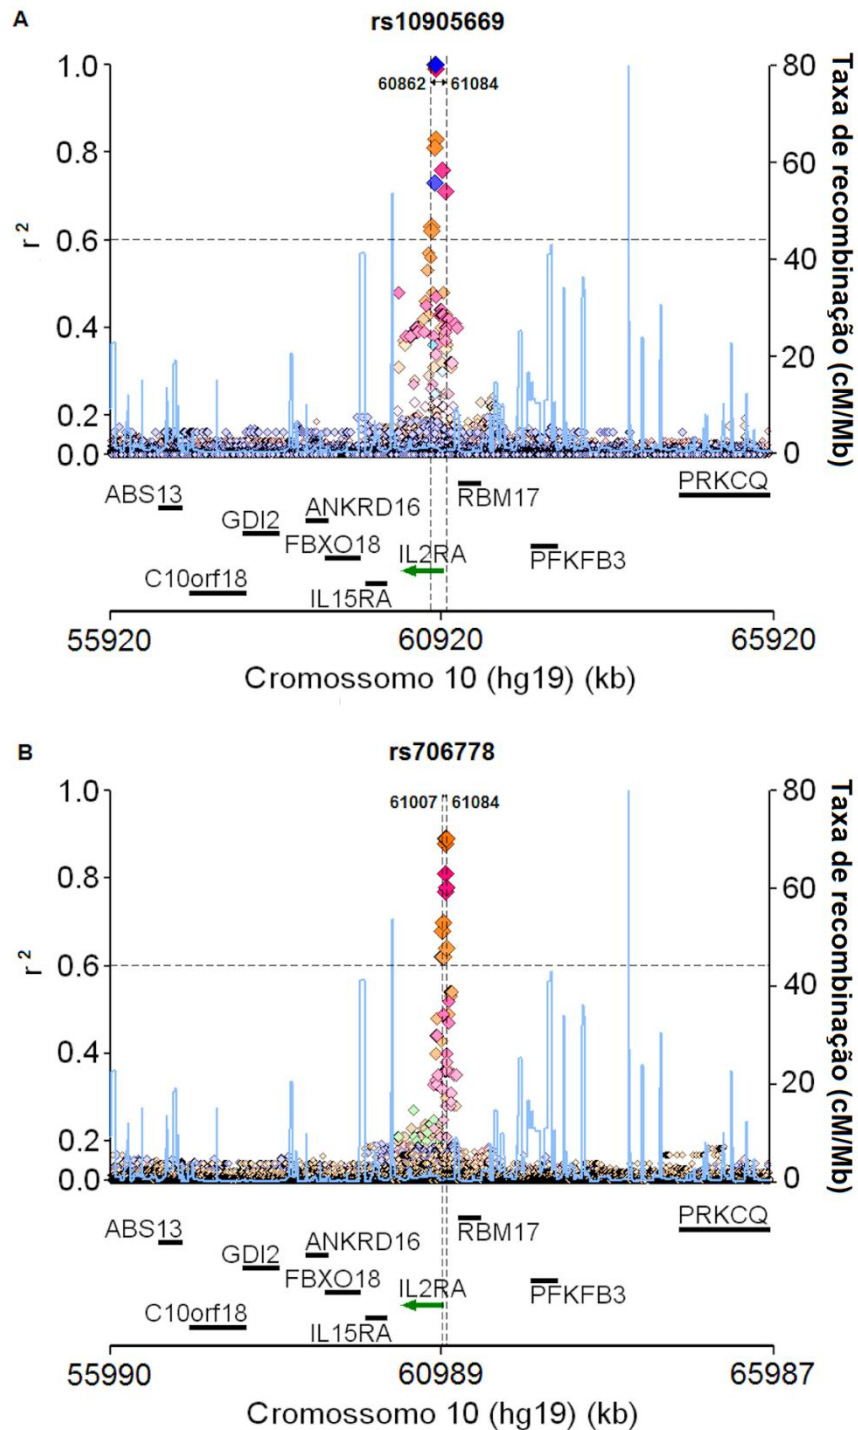 A
rs10905669
1.0
0.8
0.6
0.4
0.2
0.0
r 2
80
60
40
20
0
Taxa de recombinação (cM/Mb)
60862
61084
ABS13
GDI2
C10orf18
ANKRD16
FBXO18
IL15RA
IL2RA
RBM17
PFKFB3
PRKCQ
55920
60920
65920
Cromossomo 10 (hg19) (kb)
B
rs706778
1.0
0.8
0.6
0.4
0.2
0.0
r 2
80
60
40
20
0
Taxa de recombinação (cM/Mb)
61007
61084
ABS13
GDI2
C10orf18
ANKRD16
FBXO18
IL15RA
IL2RA
RBM17
PFKFB3
PRKCQ
55990
60989
65987
Cromossomo 10 (hg19) (kb)